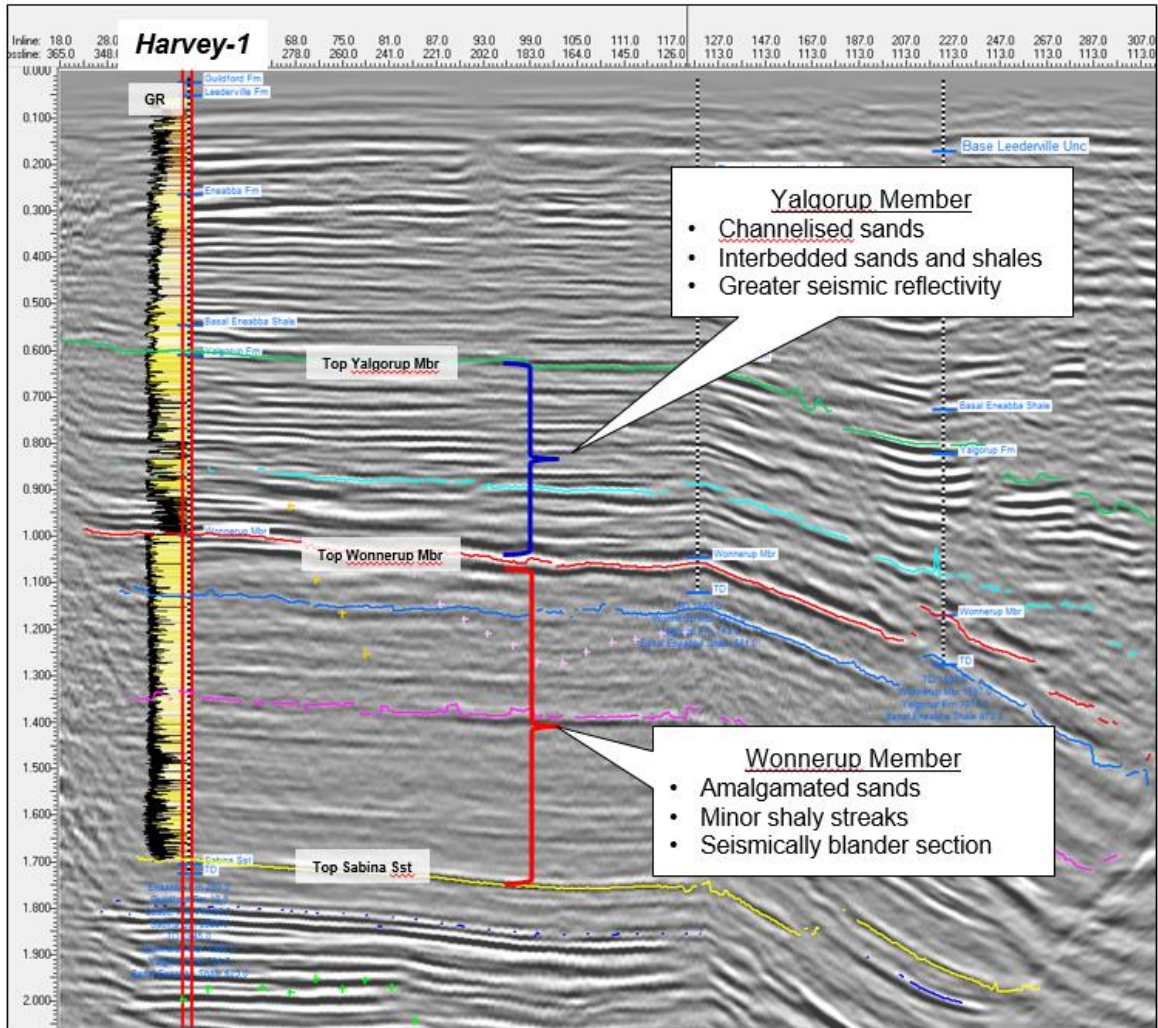 Inline: 18.0 28.0 68.0 75.0 81.0 87.0 93.0 99.0 105.0 111.0 117.0 127.0 147.0 167.0 187.0 207.0 227.0 247.0 267.0 287.0 307.0
ossline: 365.0 348.0 278.0 260.0 241.0 221.0 202.0 183.0 164.0 145.0 126.0 113.0 113.0 113.0 113.0 113.0 113.0 113.0 113.0 113.0 113.0
Harvey-1
0.000
Guildford Fm
Leederville Fm
GR
0.100
Base Leederville Unc
0.200
Eneabba Fm
0.300
Yalgorup Member
• Channelised sands
• Interbedded sands and shales
• Greater seismic reflectivity
0.400
0.500
Basal Eneabba Shale
0.600
Yalgorup Fm
Top Yalgorup Mbr
0.700
Basal Eneabba Shale
0.800
Yalgorup Fm
0.900
1.000
Wonnerup Mbr
Top Wonnerup Mbr
Wonnerup Mbr
1.100
TD
Wonnerup Mbr
1.200
TD
1.300
1.400
Wonnerup Member
• Amalgamated sands
• Minor shaly streaks
• Seismically blander section
1.500
1.600
1.700
Sabina Sst
TD
Top Sabina Sst
1.800
1.900
2.000